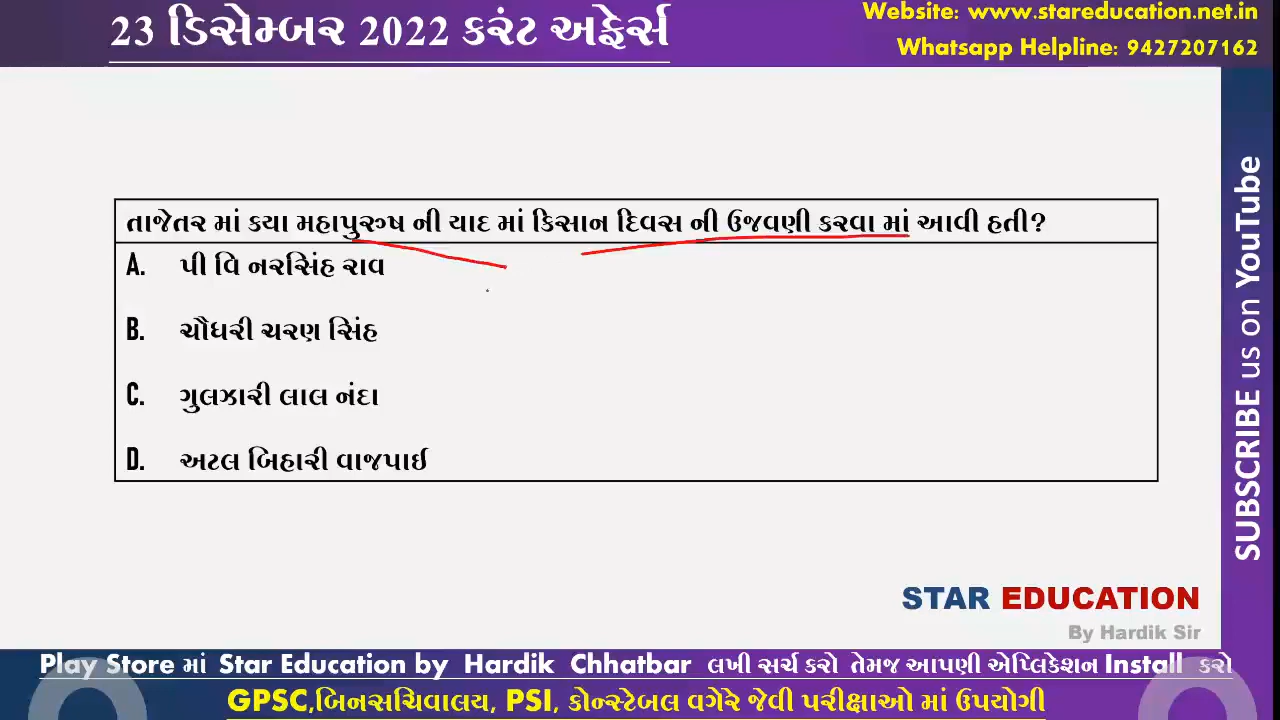 23 ડિસેમ્બર 2022 કરંટ અફેર્સ
Website: www.stareducation.net.in
Whatsapp Helpline: 9427207162
તાજેતર માં કયા મહાપુરુષ ની યાદ માં કિસાન દિવસ ની ઉજવણી કરવા માં આવી હતી?
A. પી વિ નરસિંહ રાવ
B. ચૌધરી ચરણ સિંહ
C. ગુલઝારી લાલ નંદા
D. અટલ બિહારી વાજપાઈ
SUBSCRIBE us on YouTube
STAR EDUCATION
By Hardik Sir
Play Store માં Star Education by Hardik Chhatbar લખી સર્ચ કરો તેમજ આપણી એપ્લિકેશન Install કરો
GPSC,બિનસચિવાલય, PSI, કોન્સ્ટેબલ વગેરે જેવી પરીક્ષાઓ માં ઉપયોગી